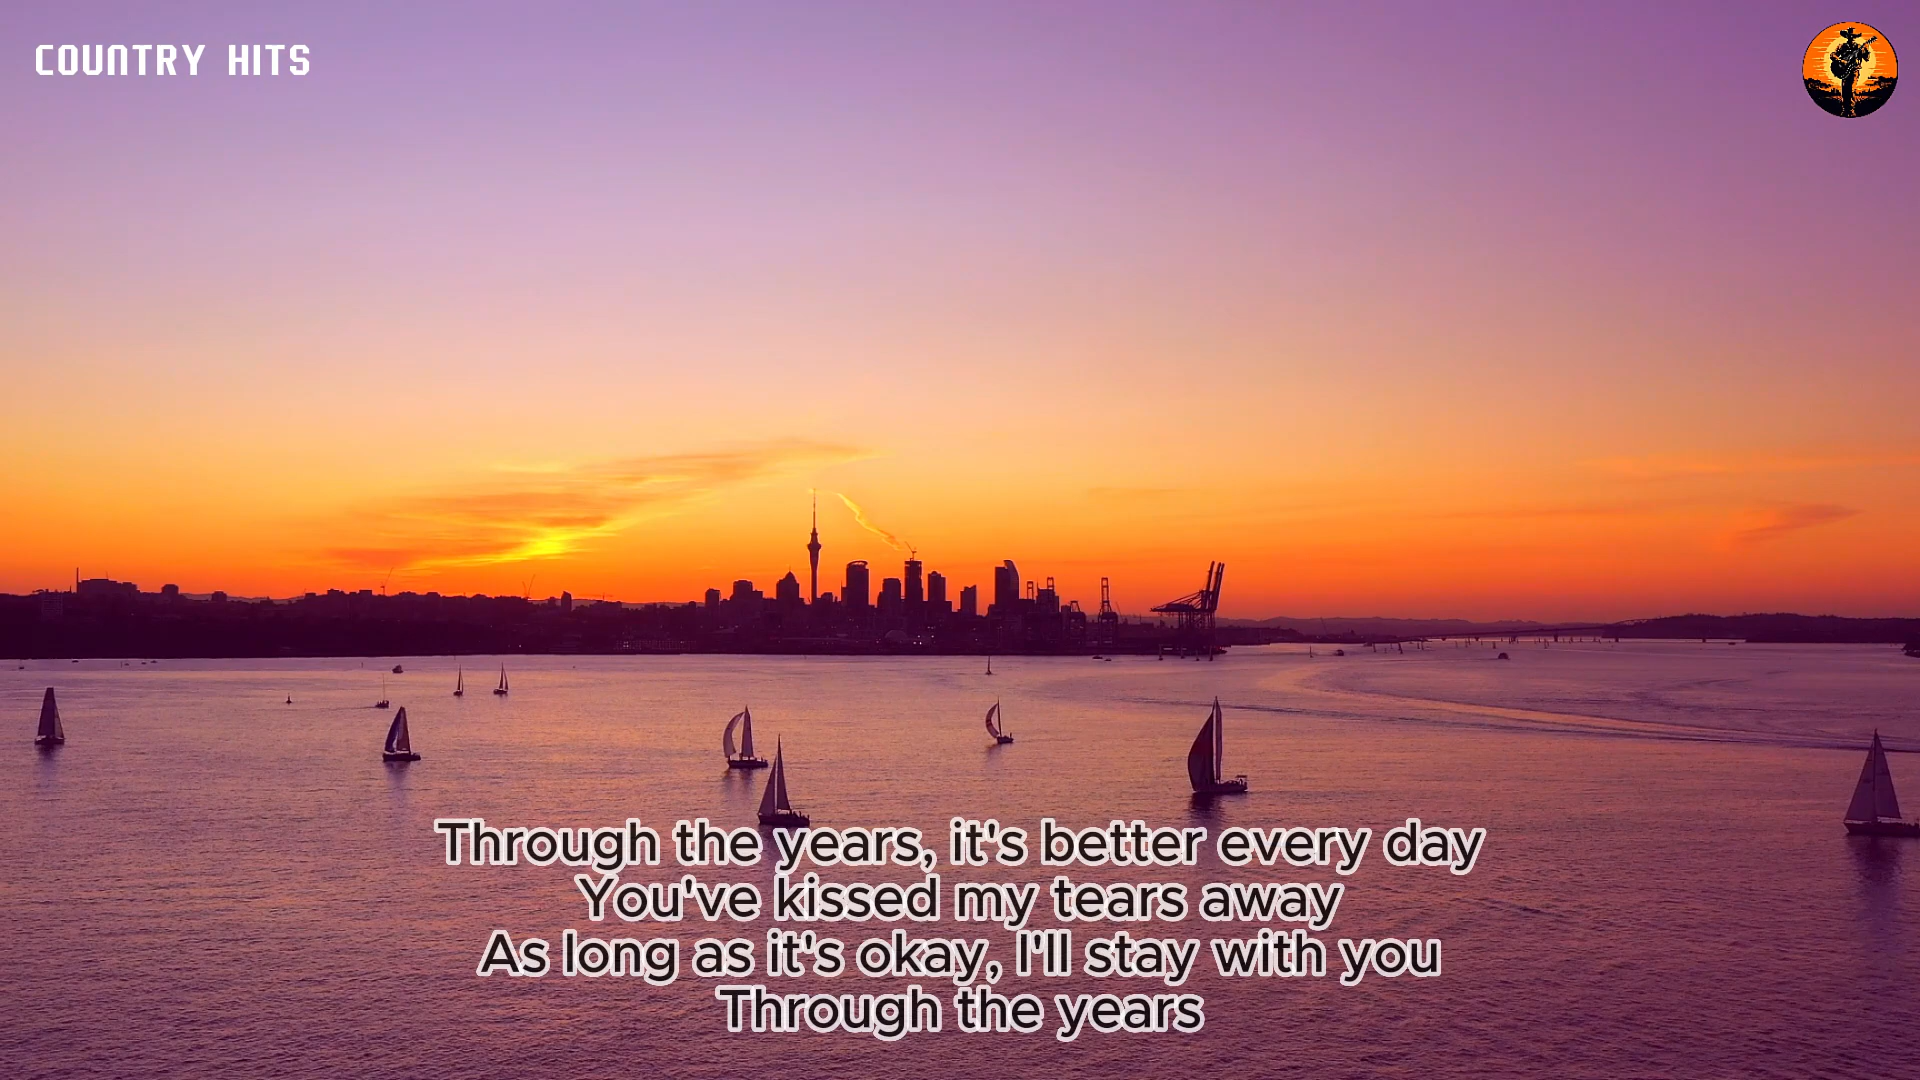 COUNTRY HITS
Through the years, it's better every day
You've kissed my tears away
As long as it's okay, I'll stay with you
Through the years